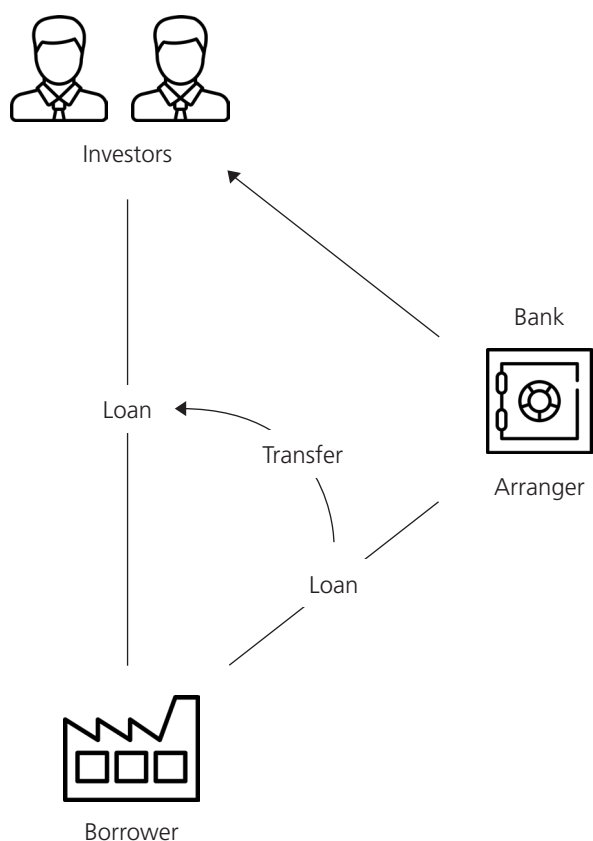 Investors
Bank
Loan
Transfer
Arranger
Loan
Borrower